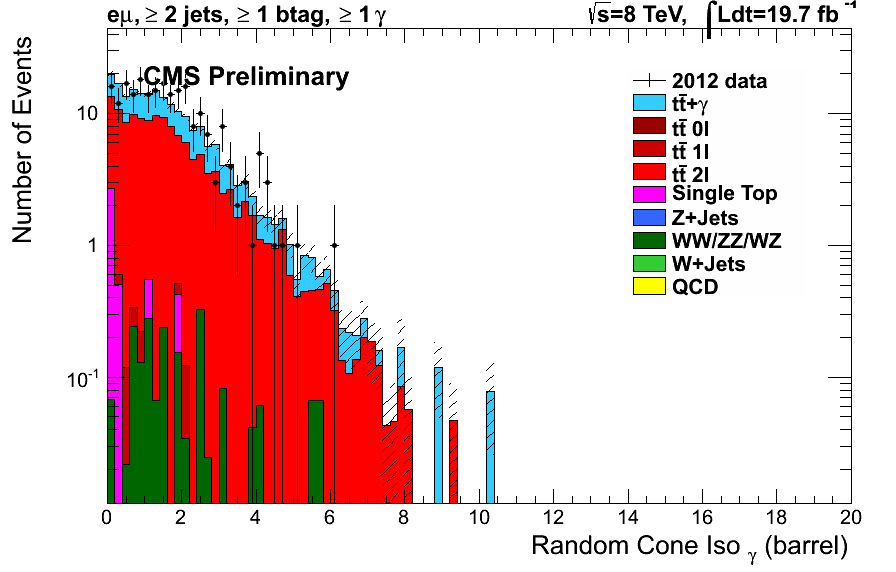 eμ, ≥ 2 jets, ≥ 1 btag, ≥ 1 γ
√s=8 TeV, ∫Ldt=19.7 fb⁻¹
CMS Preliminary
Number of Events
10
1
10⁻¹
2012 data
tt̄+γ
tt̄ 0l
tt̄ 1l
tt̄ 2l
Single Top
Z+Jets
WW/ZZ/WZ
W+Jets
QCD
0 2 4 6 8 10 12 14 16 18 20
Random Cone Iso γ (barrel)